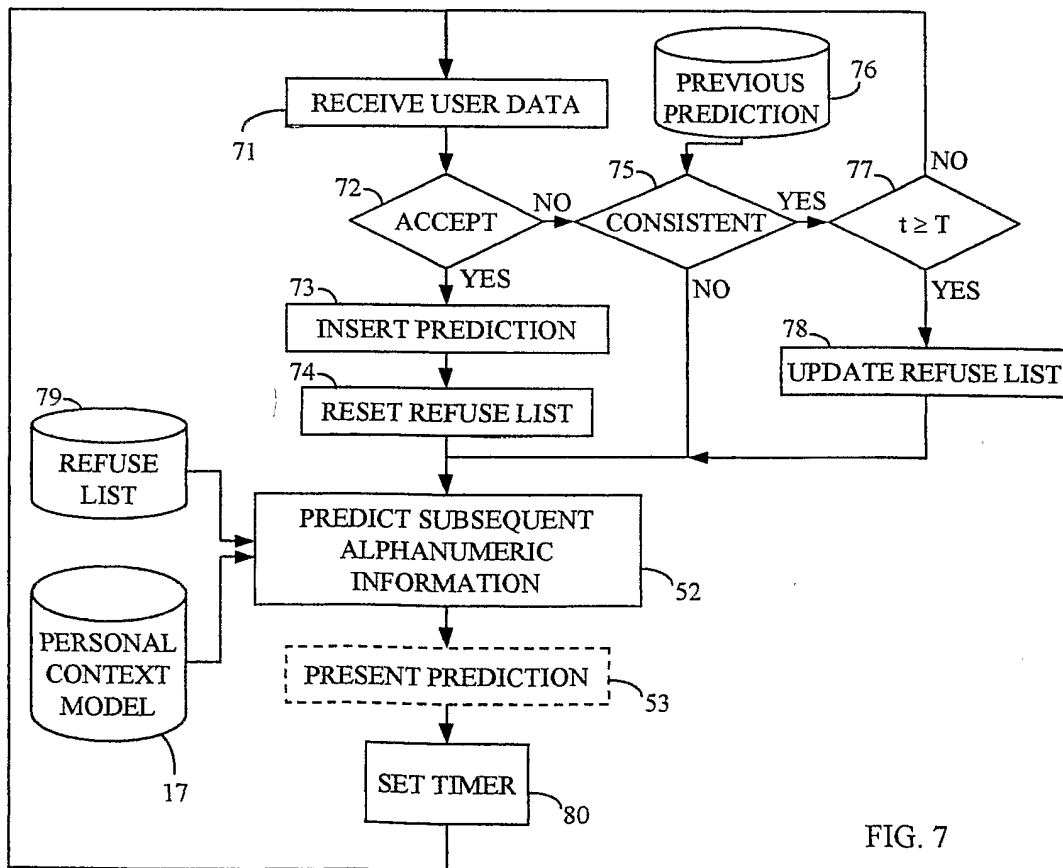 RECEIVE USER DATA
71
PREVIOUS
PREDICTION
76
72
ACCEPT
NO
YES
75
CONSISTENT
YES
NO
77
t ≥ T
NO
YES
73
INSERT PREDICTION
74
RESET REFUSE LIST
78
UPDATE REFUSE LIST
79
REFUSE
LIST
PREDICT SUBSEQUENT
ALPHANUMERIC
INFORMATION
52
PERSONAL
CONTEXT
MODEL
17
PRESENT PREDICTION
53
SET TIMER
80
FIG. 7